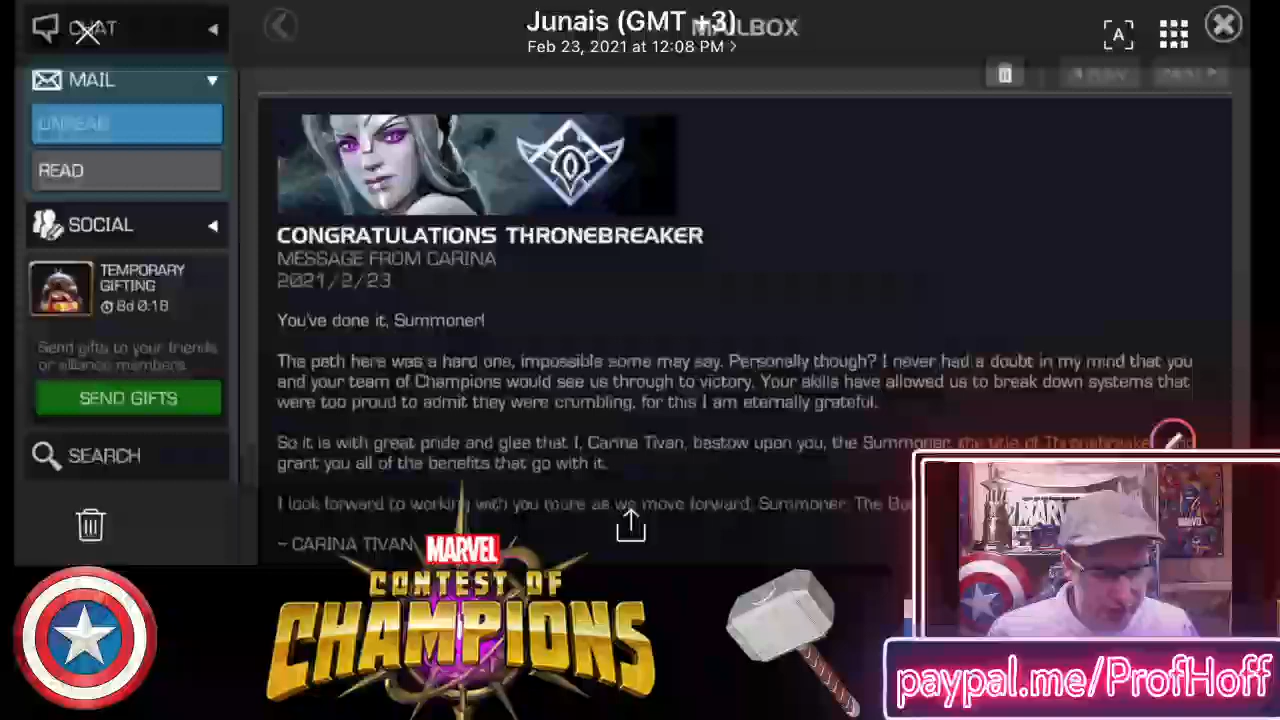 CHAT
Junais (GMT +3)
MAILBOX
Feb 23, 2021 at 12:08 PM >
A
MAIL
UNREAD
READ
SOCIAL
TEMPORARY
GIFTING
8d 0:18
Send gifts to your friends
or alliance members.
SEND GIFTS
SEARCH
CONGRATULATIONS THRONEBREAKER
MESSAGE FROM CARINA
2021/2/23
You've done it, Summoner!
The path here was a hard one, impossible some may say. Personally though? I never had a doubt in my mind that you
and your team of Champions would see us through to victory. Your skills have allowed us to break down systems that
were too proud to admit they were crumbling, for this I am eternally grateful.
So it is with great pride and glee that I, Carina Tivan, bestow upon you, the Summoner, the title of Thronebreaker
grant you all of the benefits that go with it.
I look forward to working with you more as we move forward, Summoner. The
– CARINA TIVAN
MARVEL
CONTEST OF
CHAMPIONS
MARVEL
paypal.me/ProfHoff